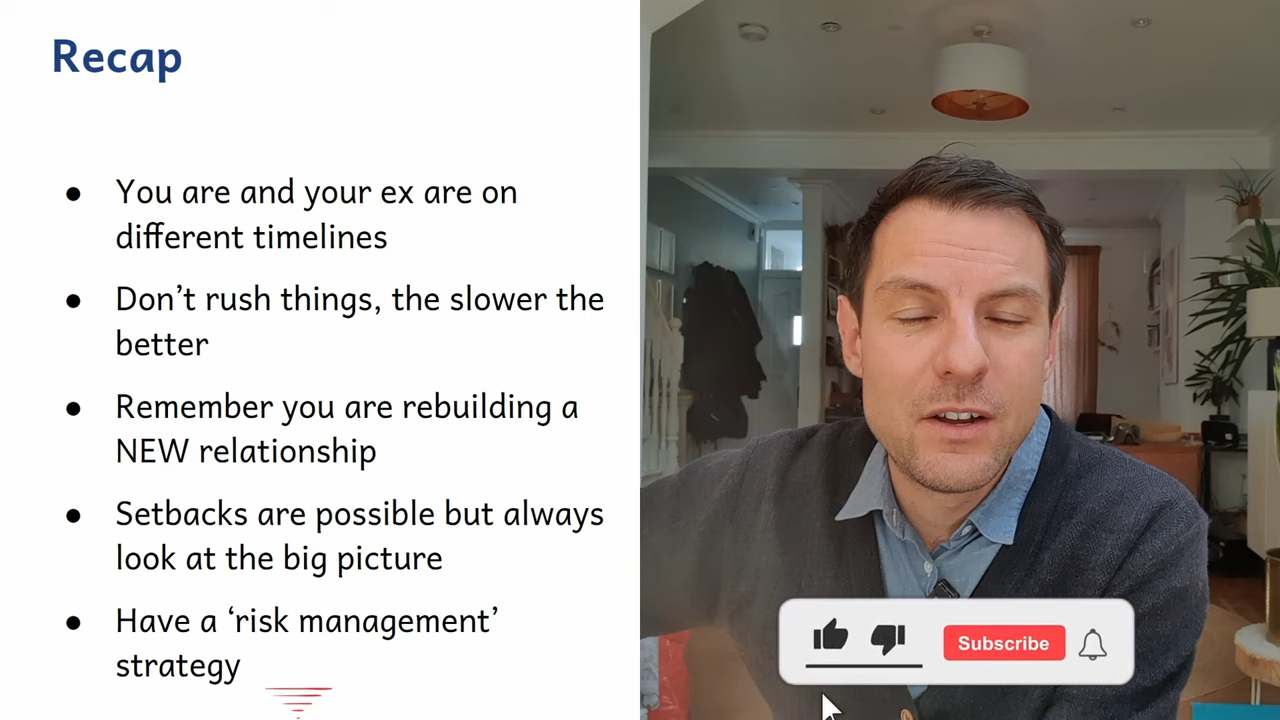 Recap
● You are and your ex are on
different timelines
● Don’t rush things, the slower the
better
● Remember you are rebuilding a
NEW relationship
● Setbacks are possible but always
look at the big picture
● Have a ‘risk management’
strategy
Subscribe